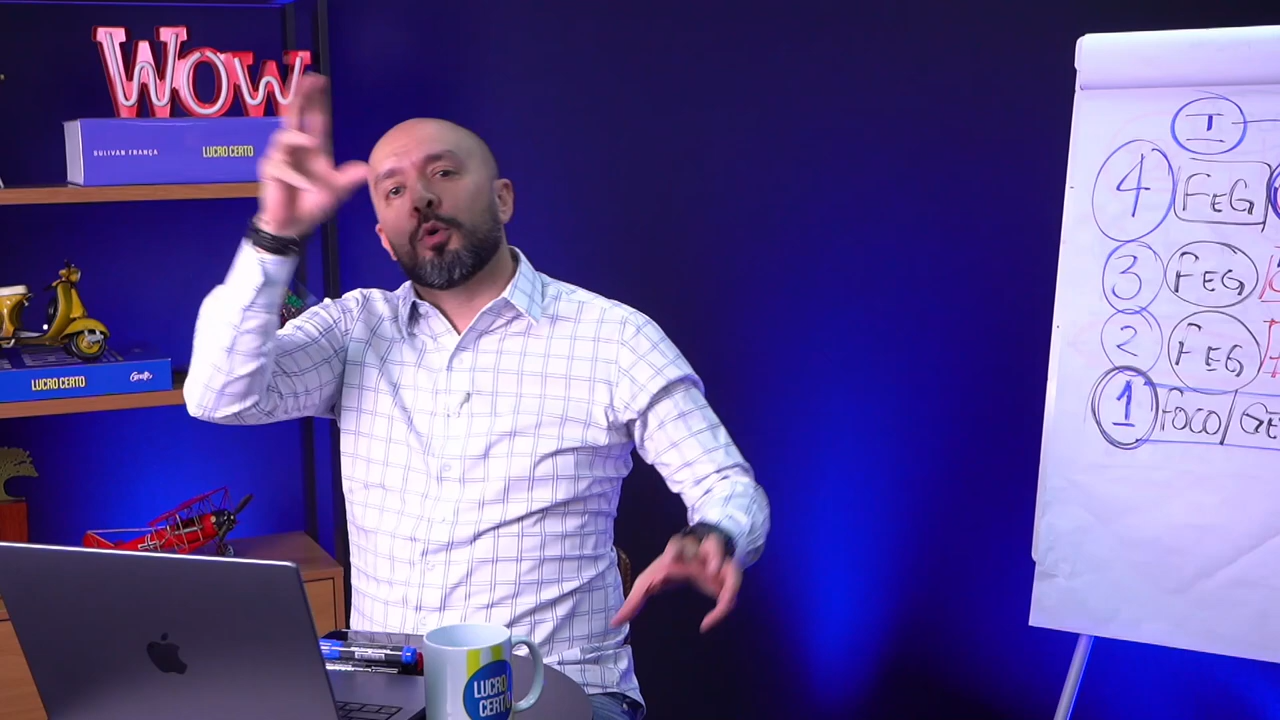 WOW
SULIVAN FRANÇA LUCRO CERTO
LUCRO CERTO
LUCRO
CERTO
I
4 FEG
3 FEG
2 FEG
1 FOCO/